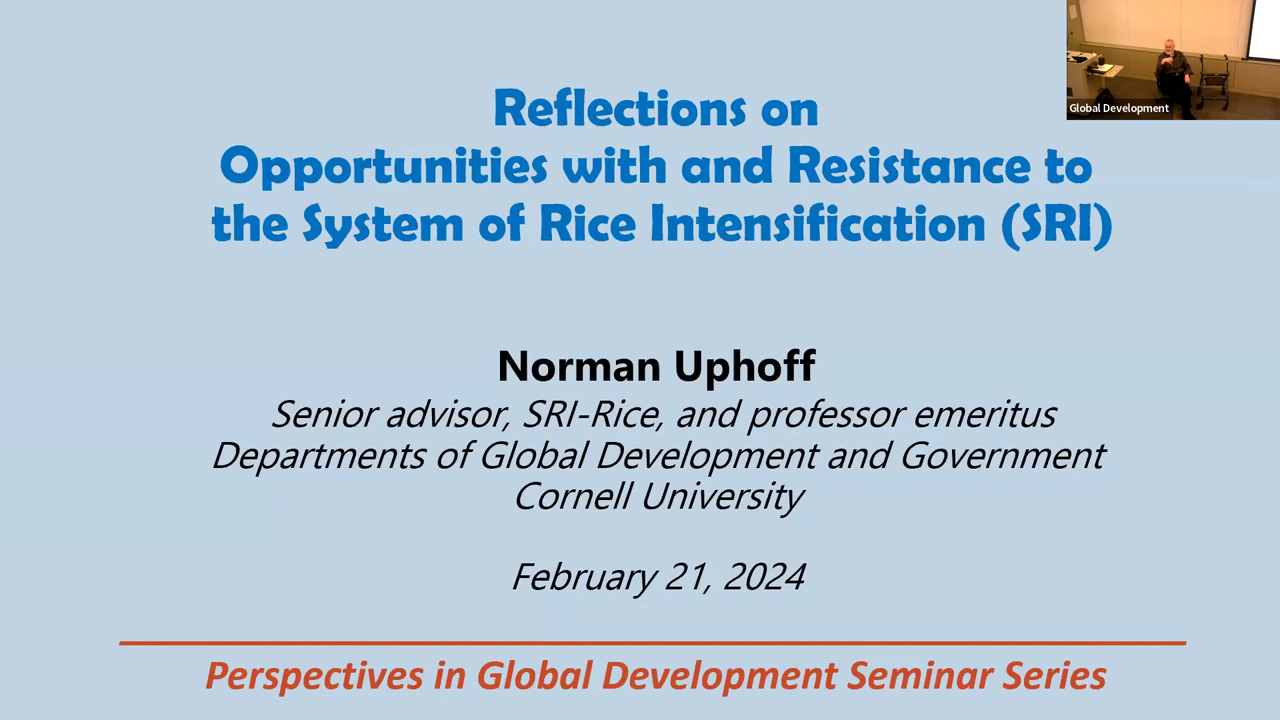 Global Development
Reflections on
Opportunities with and Resistance to
the System of Rice Intensification (SRI)
Norman Uphoff
Senior advisor, SRI-Rice, and professor emeritus
Departments of Global Development and Government
Cornell University
February 21, 2024
Perspectives in Global Development Seminar Series